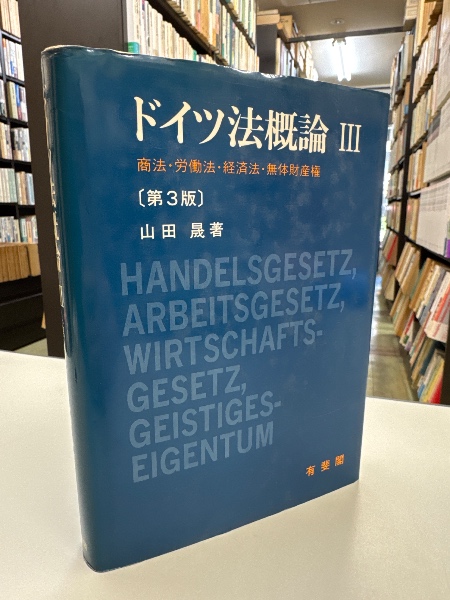 ドイツ法概論 III
商法・労働法・経済法・無体財産権
〔第3版〕
山田 晟著
HANDELSGESETZ,
ARBEITSGESETZ,
WIRTSCHAFTS-
GESETZ,
GEISTIGES-
EIGENTUM
有斐閣